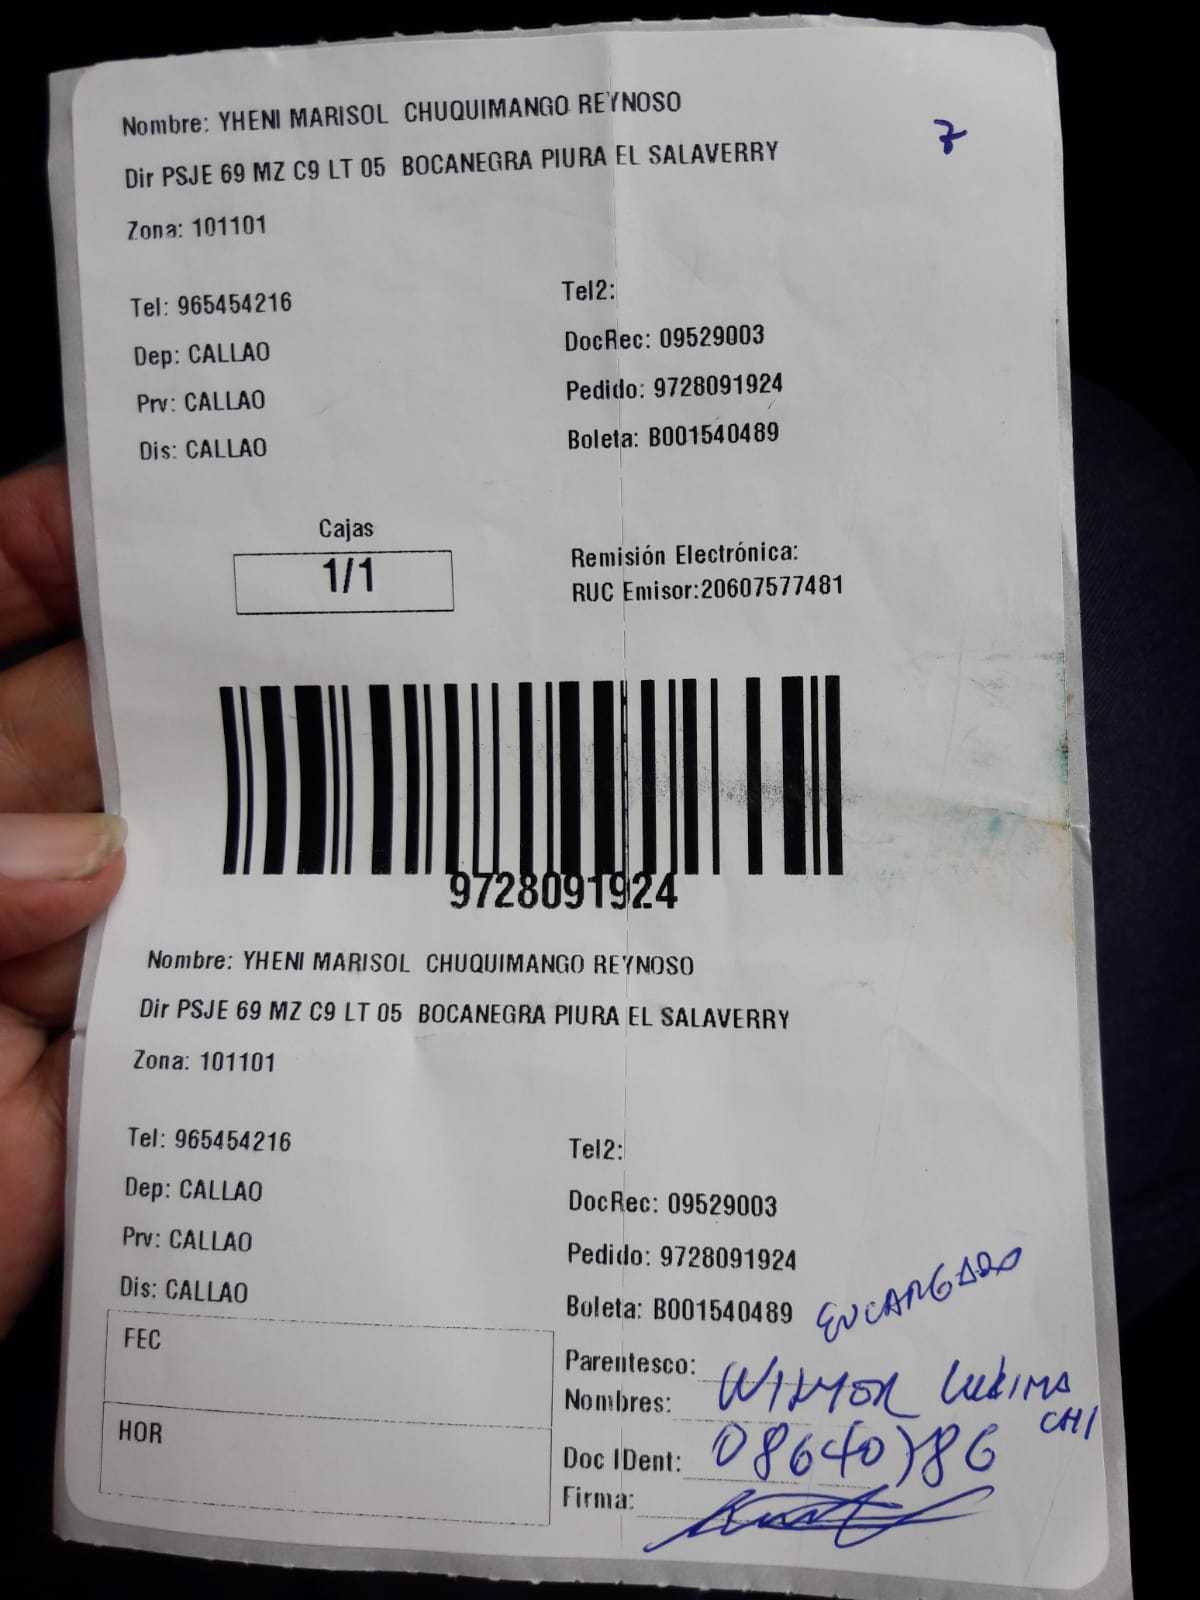 Nombre: YHENI MARISOL CHUQUIMANGO REYNOSO
7
Dir PSJE 69 MZ C9 LT 05 BOCANEGRA PIURA EL SALAVERRY
Zona: 101101
Tel: 965454216
Tel2:
Dep: CALLAO
DocRec: 09529003
Prv: CALLAO
Pedido: 9728091924
Dis: CALLAO
Boleta: B001540489
Cajas
1/1
Remisión Electrónica:
RUC Emisor:20607577481
9728091924
Nombre: YHENI MARISOL CHUQUIMANGO REYNOSO
Dir PSJE 69 MZ C9 LT 05 BOCANEGRA PIURA EL SALAVERRY
Zona: 101101
Tel: 965454216
Tel2:
Dep: CALLAO
DocRec: 09529003
Prv: CALLAO
Pedido: 9728091924
Dis: CALLAO
Boleta: B001540489
ENCARGADO
FEC
Parentesco:
Nombres:
HOR
Doc IDent: 08640786
Firma: